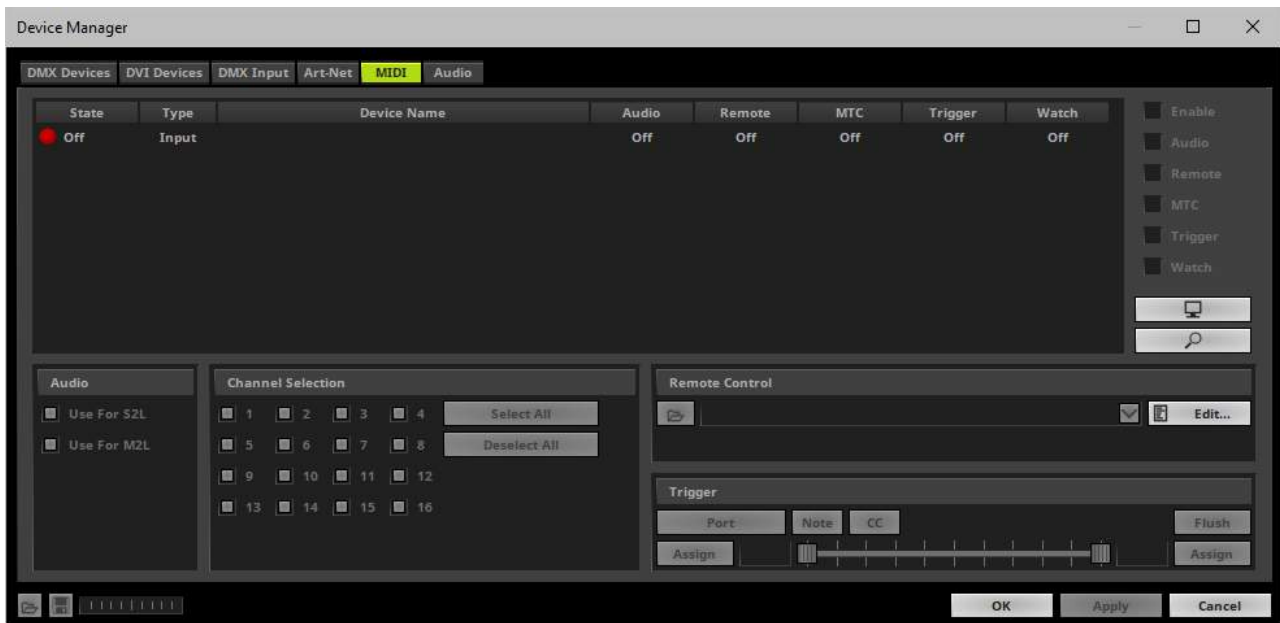 Device Manager
DMX Devices DVI Devices DMX Input Art-Net MIDI Audio
State Type Device Name Audio Remote MTC Trigger Watch
Off Input Off Off Off Off Off
Enable
Audio
Remote
MTC
Trigger
Watch
Audio
Use For S2L
Use For M2L
Channel Selection
1 2 3 4 Select All
5 6 7 8 Deselect All
9 10 11 12
13 14 15 16
Remote Control
Edit...
Trigger
Port Note CC Flush
Assign Assign
OK Apply Cancel